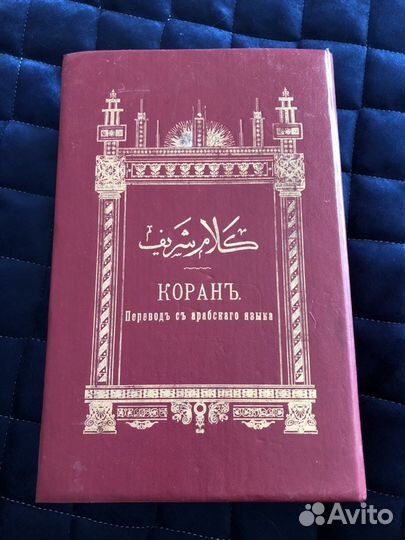 كلام شريف
КОРАНЪ.
Переводъ съ арабскаго языка
Avito